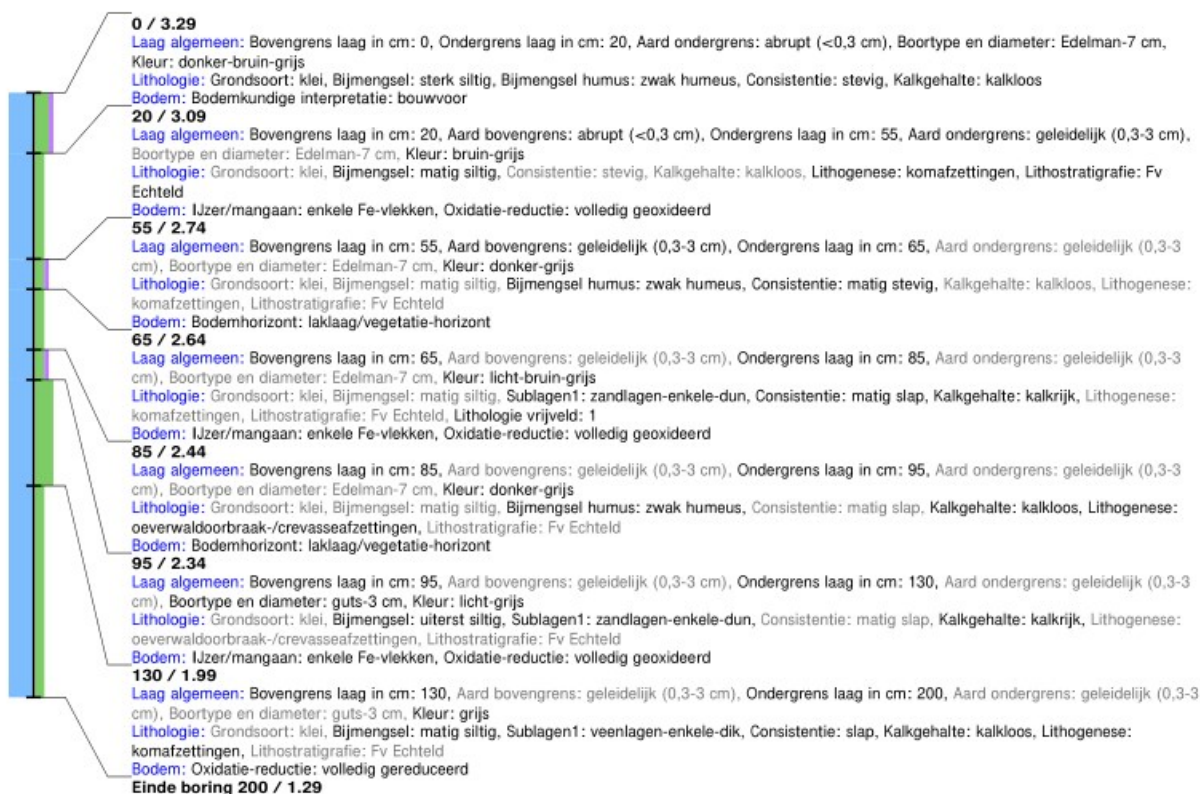 0 / 3.29
Laag algemeen: Bovengrens laag in cm: 0, Ondergrens laag in cm: 20, Aard ondergrens: abrupt (<0,3 cm), Boortype en diameter: Edelman-7 cm,
Kleur: donker-bruin-grijs
Lithologie: Grondsoort: klei, Bijmengsel: sterk siltig, Bijmengsel humus: zwak humeus, Consistentie: stevig, Kalkgehalte: kalkloos
Bodem: Bodemkundige interpretatie: bouwvoor
20 / 3.09
Laag algemeen: Bovengrens laag in cm: 20, Aard bovengrens: abrupt (<0,3 cm), Ondergrens laag in cm: 55, Aard ondergrens: geleidelijk (0,3-3 cm),
Boortype en diameter: Edelman-7 cm, Kleur: bruin-grijs
Lithologie: Grondsoort: klei, Bijmengsel: matig siltig, Consistentie: stevig, Kalkgehalte: kalkloos, Lithogenese: komafzettingen, Lithostratigrafie: Fv
Echteld
Bodem: IJzer/mangaan: enkele Fe-vlekken, Oxidatie-reductie: volledig geoxideerd
55 / 2.74
Laag algemeen: Bovengrens laag in cm: 55, Aard bovengrens: geleidelijk (0,3-3 cm), Ondergrens laag in cm: 65, Aard ondergrens: geleidelijk (0,3-3
cm), Boortype en diameter: Edelman-7 cm, Kleur: donker-grijs
Lithologie: Grondsoort: klei, Bijmengsel: matig siltig, Bijmengsel humus: zwak humeus, Consistentie: matig stevig, Kalkgehalte: kalkloos, Lithogenese:
komafzettingen, Lithostratigrafie: Fv Echteld
Bodem: Bodemhorizont: laklaag/vegetatie-horizont
65 / 2.64
Laag algemeen: Bovengrens laag in cm: 65, Aard bovengrens: geleidelijk (0,3-3 cm), Ondergrens laag in cm: 85, Aard ondergrens: geleidelijk (0,3-3
cm), Boortype en diameter: Edelman-7 cm, Kleur: licht-bruin-grijs
Lithologie: Grondsoort: klei, Bijmengsel: matig siltig, Sublagen1: zandlagen-enkele-dun, Consistentie: matig slap, Kalkgehalte: kalkrijk, Lithogenese:
komafzettingen, Lithostratigrafie: Fv Echteld, Lithologie vrijveld: 1
Bodem: IJzer/mangaan: enkele Fe-vlekken, Oxidatie-reductie: volledig geoxideerd
85 / 2.44
Laag algemeen: Bovengrens laag in cm: 85, Aard bovengrens: geleidelijk (0,3-3 cm), Ondergrens laag in cm: 95, Aard ondergrens: geleidelijk (0,3-3
cm), Boortype en diameter: Edelman-7 cm, Kleur: donker-grijs
Lithologie: Grondsoort: klei, Bijmengsel: matig siltig, Bijmengsel humus: zwak humeus, Consistentie: matig slap, Kalkgehalte: kalkloos, Lithogenese:
oeverwaldoorbraak-/crevasseafzettingen, Lithostratigrafie: Fv Echteld
Bodem: Bodemhorizont: laklaag/vegetatie-horizont
95 / 2.34
Laag algemeen: Bovengrens laag in cm: 95, Aard bovengrens: geleidelijk (0,3-3 cm), Ondergrens laag in cm: 130, Aard ondergrens: geleidelijk (0,3-3
cm), Boortype en diameter: guts-3 cm, Kleur: licht-grijs
Lithologie: Grondsoort: klei, Bijmengsel: uiterst siltig, Sublagen1: zandlagen-enkele-dun, Consistentie: matig slap, Kalkgehalte: kalkrijk, Lithogenese:
oeverwaldoorbraak-/crevasseafzettingen, Lithostratigrafie: Fv Echteld
Bodem: IJzer/mangaan: enkele Fe-vlekken, Oxidatie-reductie: volledig geoxideerd
130 / 1.99
Laag algemeen: Bovengrens laag in cm: 130, Aard bovengrens: geleidelijk (0,3-3 cm), Ondergrens laag in cm: 200, Aard ondergrens: geleidelijk (0,3-3
cm), Boortype en diameter: guts-3 cm, Kleur: grijs
Lithologie: Grondsoort: klei, Bijmengsel: matig siltig, Sublagen1: veenlagen-enkele-dik, Consistentie: slap, Kalkgehalte: kalkloos, Lithogenese:
komafzettingen, Lithostratigrafie: Fv Echteld
Bodem: Oxidatie-reductie: volledig gereduceerd
Einde boring 200 / 1.29